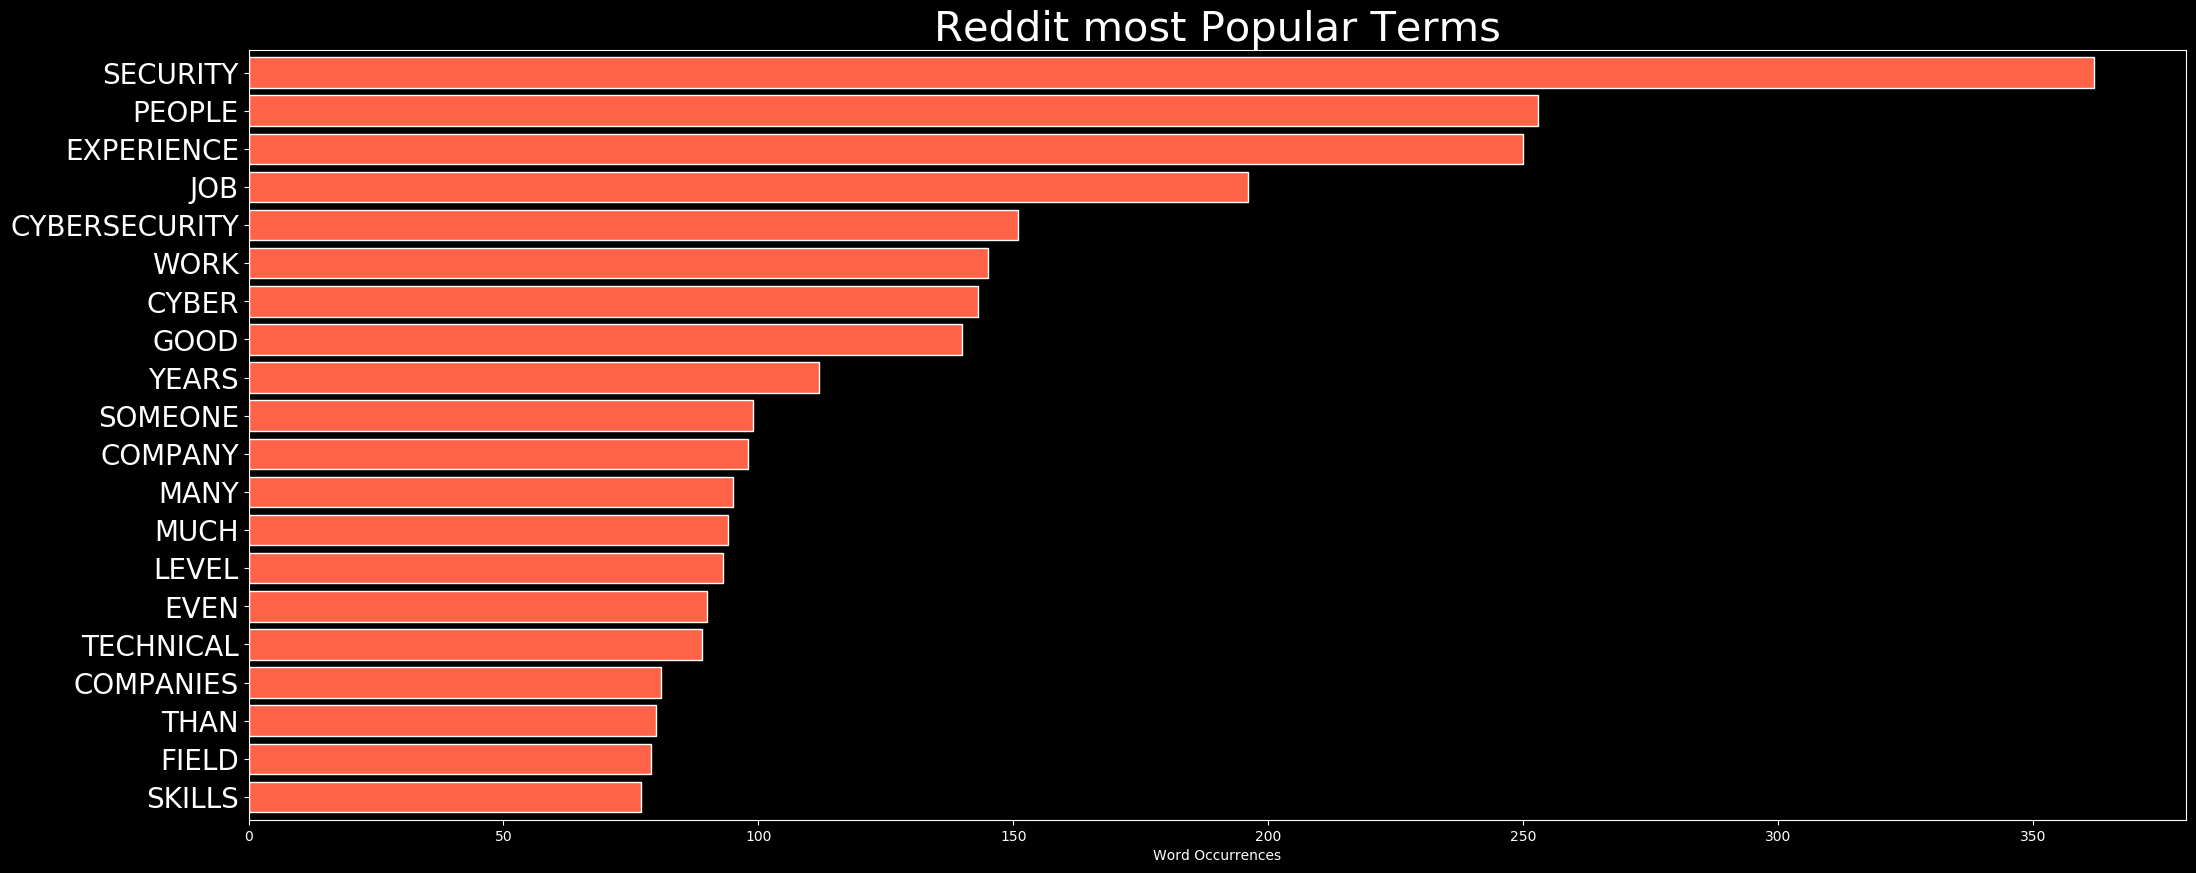 Reddit most Popular Terms
SECURITY
PEOPLE
EXPERIENCE
JOB
CYBERSECURITY
WORK
CYBER
GOOD
YEARS
SOMEONE
COMPANY
MANY
MUCH
LEVEL
EVEN
TECHNICAL
COMPANIES
THAN
FIELD
SKILLS
0 50 100 150 200 250 300 350
Word Occurrences